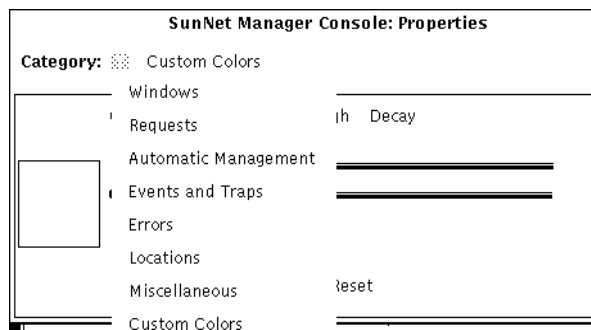 SunNet Manager Console: Properties
Category: Custom Colors
Windows
Requests
gh Decay
Automatic Management
Events and Traps
Errors
Locations
Miscellaneous
Reset
Custom Colors